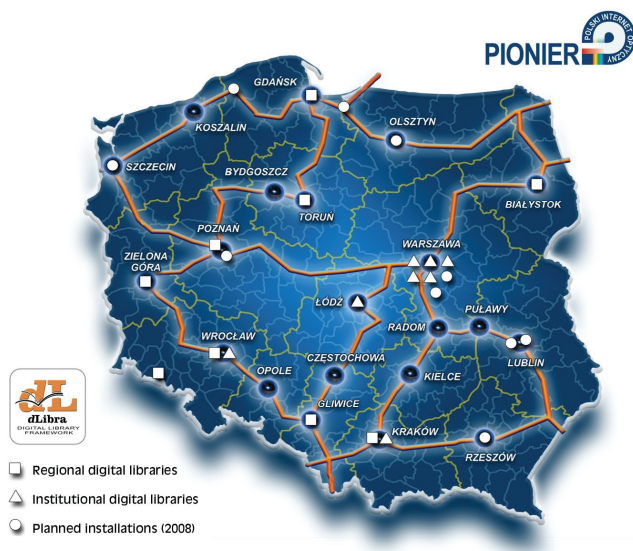 POLSKI INTERNET OPTYCZNY
PIONIER
GDAŃSK
KOSZALIN
OLSZTYN
SZCZECIN
BYDGOSZCZ
TORUŃ
BIAŁYSTOK
POZNAŃ
WARSZAWA
ZIELONA
GÓRA
ŁÓDŹ
PUŁAWY
RADOM
WROCŁAW
LUBLIN
OPOLE
CZĘSTOCHOWA
KIELCE
GLIWICE
KRAKÓW
RZESZÓW
dL
dLibra
DIGITAL LIBRARY
FRAMEWORK
Regional digital libraries
Institutional digital libraries
Planned installations (2008)